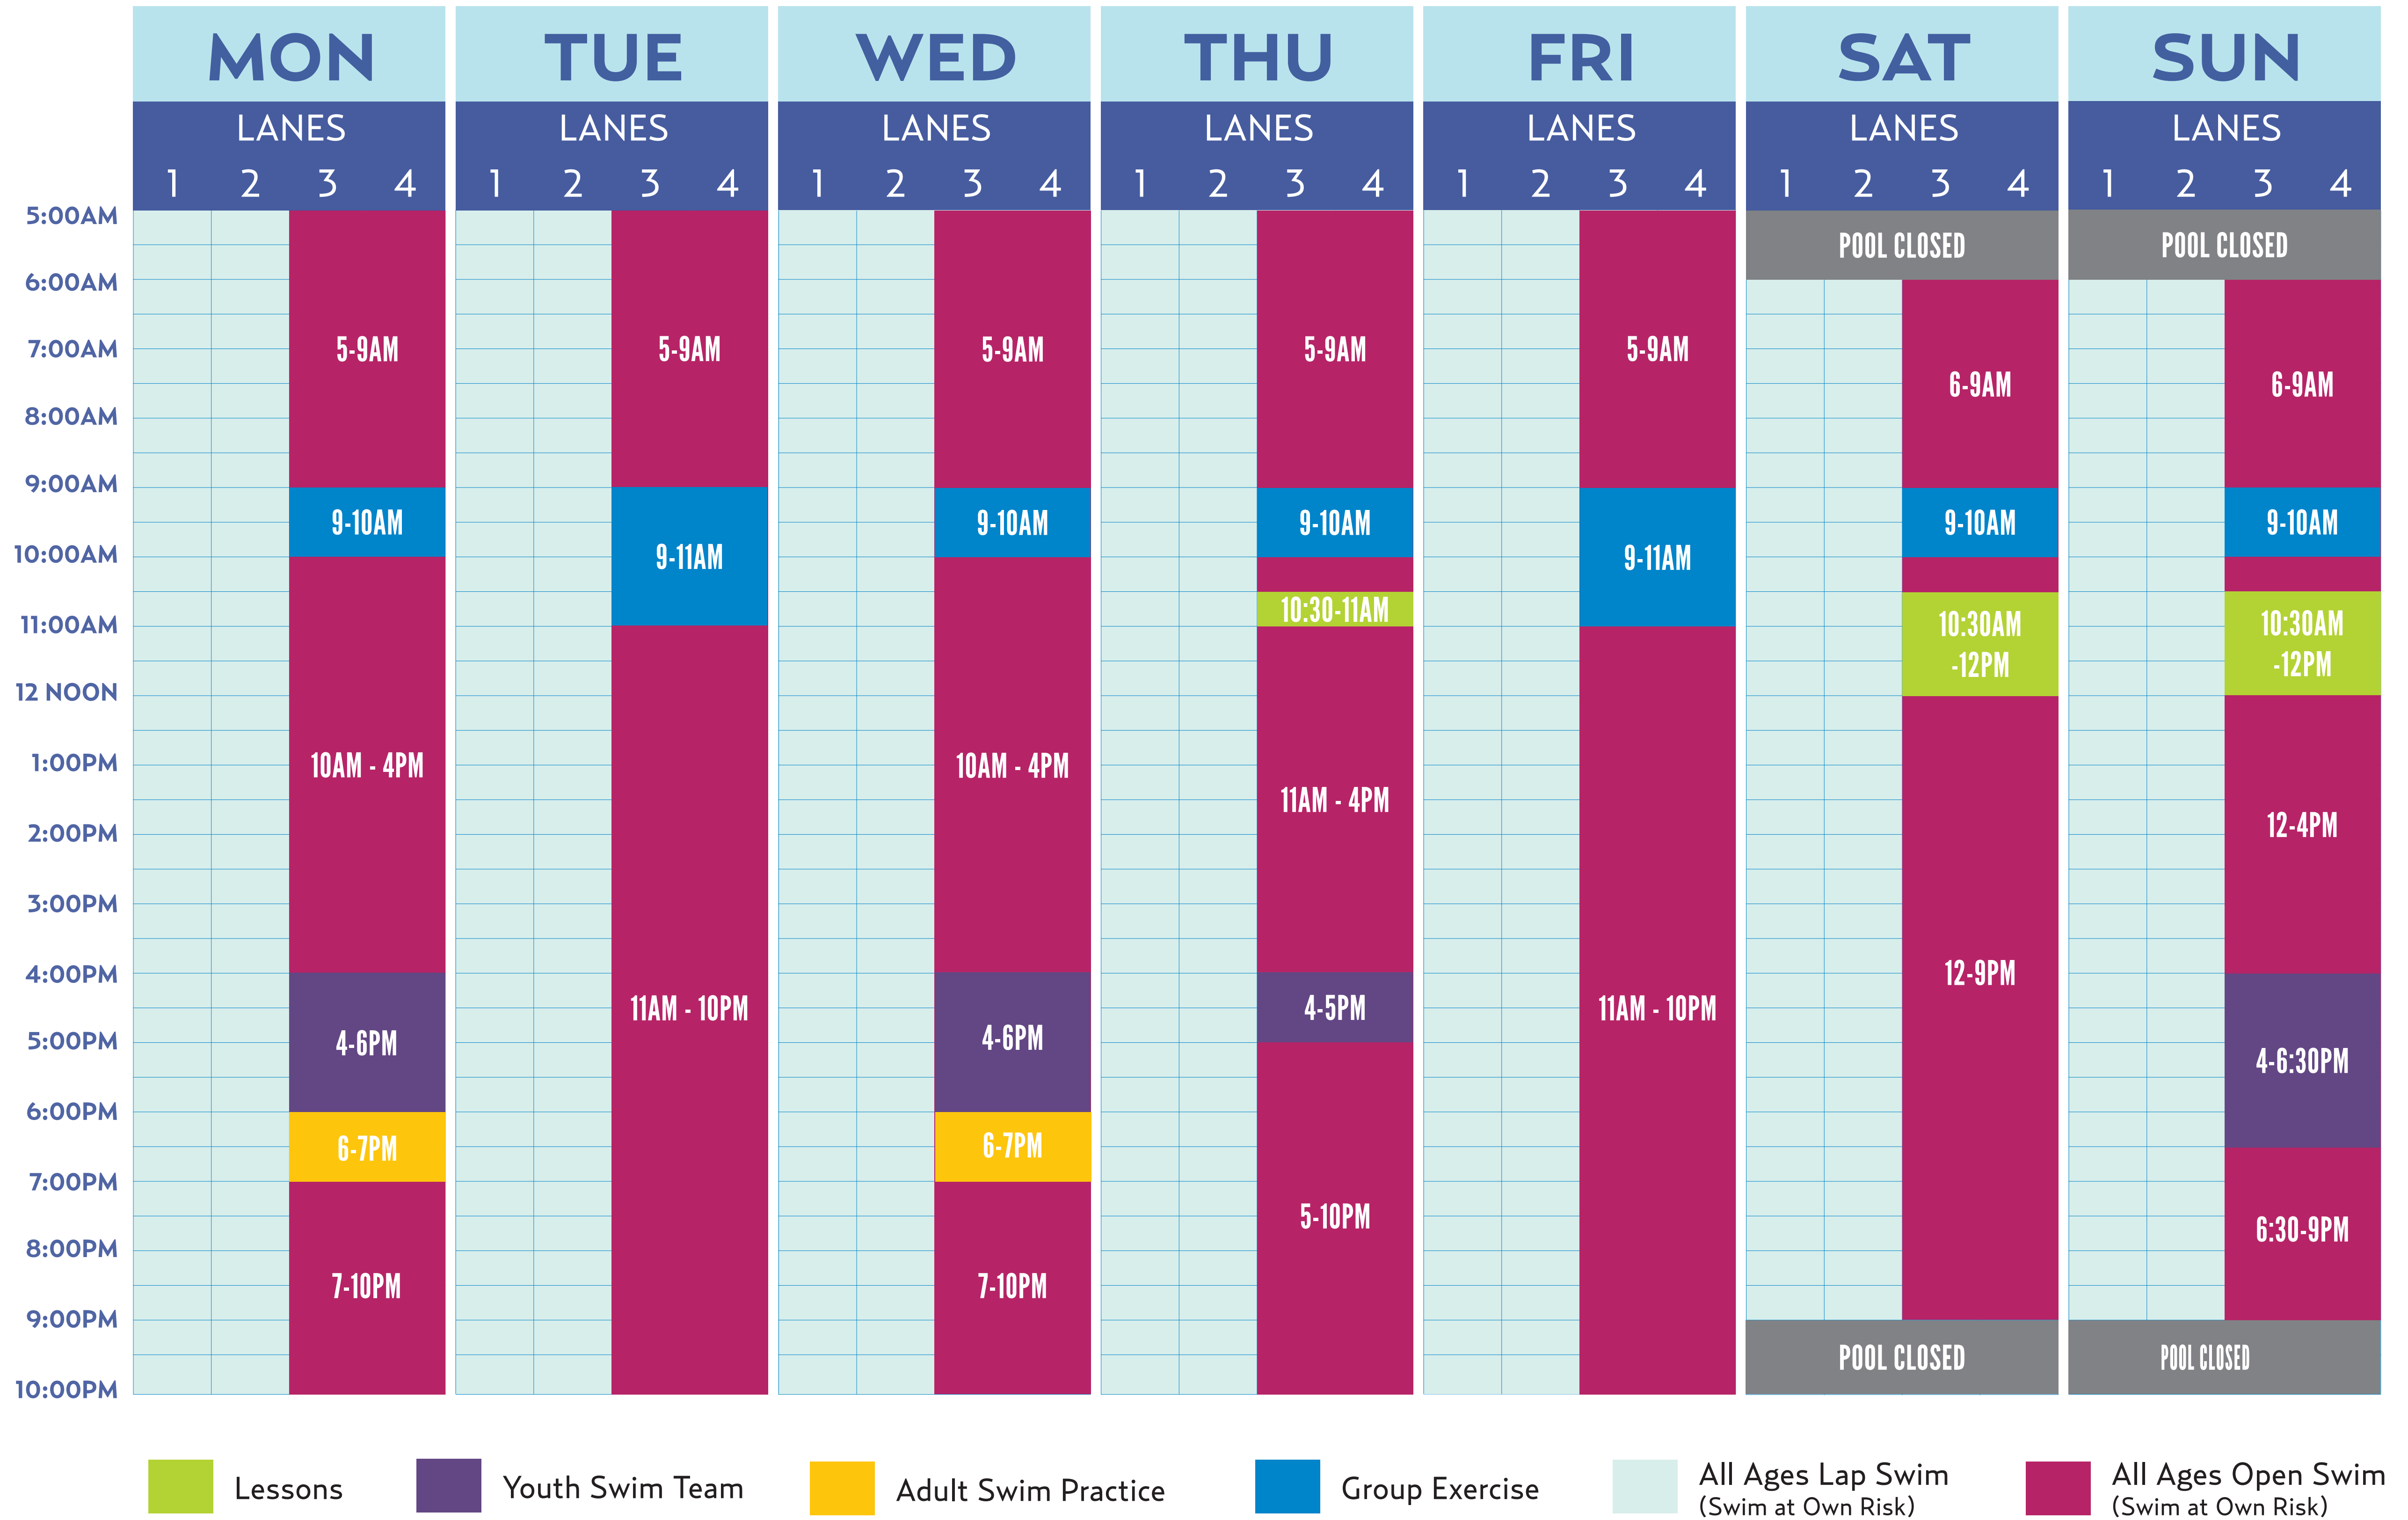 MON TUE WED THU FRI SAT SUN
LANES LANES LANES LANES LANES LANES LANES
1 2 3 4 1 2 3 4 1 2 3 4 1 2 3 4 1 2 3 4 1 2 3 4 1 2 3 4
5:00AM
POOL CLOSED POOL CLOSED
6:00AM
7:00AM 5-9AM 5-9AM 5-9AM 5-9AM 5-9AM
6-9AM 6-9AM
8:00AM
9:00AM
9-10AM 9-10AM 9-10AM 9-10AM 9-10AM
10:00AM 9-11AM 9-11AM
10:30-11AM
11:00AM 10:30AM 10:30AM
-12PM -12PM
12 NOON
1:00PM 10AM - 4PM 10AM - 4PM
11AM - 4PM
2:00PM 12-4PM
3:00PM
4:00PM 12-9PM
11AM - 10PM 4-5PM 11AM - 10PM
5:00PM 4-6PM 4-6PM 4-6:30PM
6:00PM
6-7PM 6-7PM
7:00PM
5-10PM 6:30-9PM
8:00PM
7-10PM 7-10PM
9:00PM
POOL CLOSED POOL CLOSED
10:00PM
Lessons Youth Swim Team Adult Swim Practice Group Exercise All Ages Lap Swim All Ages Open Swim
(Swim at Own Risk) (Swim at Own Risk)